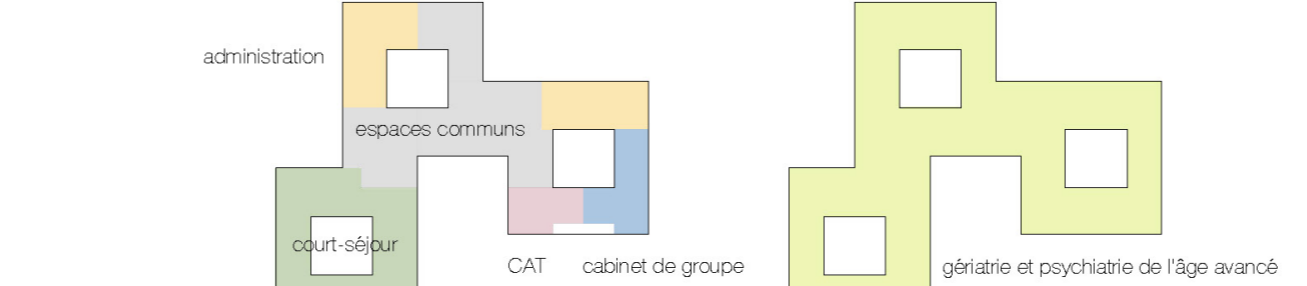 administration
espaces communs
court-séjour
CAT
cabinet de groupe
gériatrie et psychiatrie de l'âge avancé